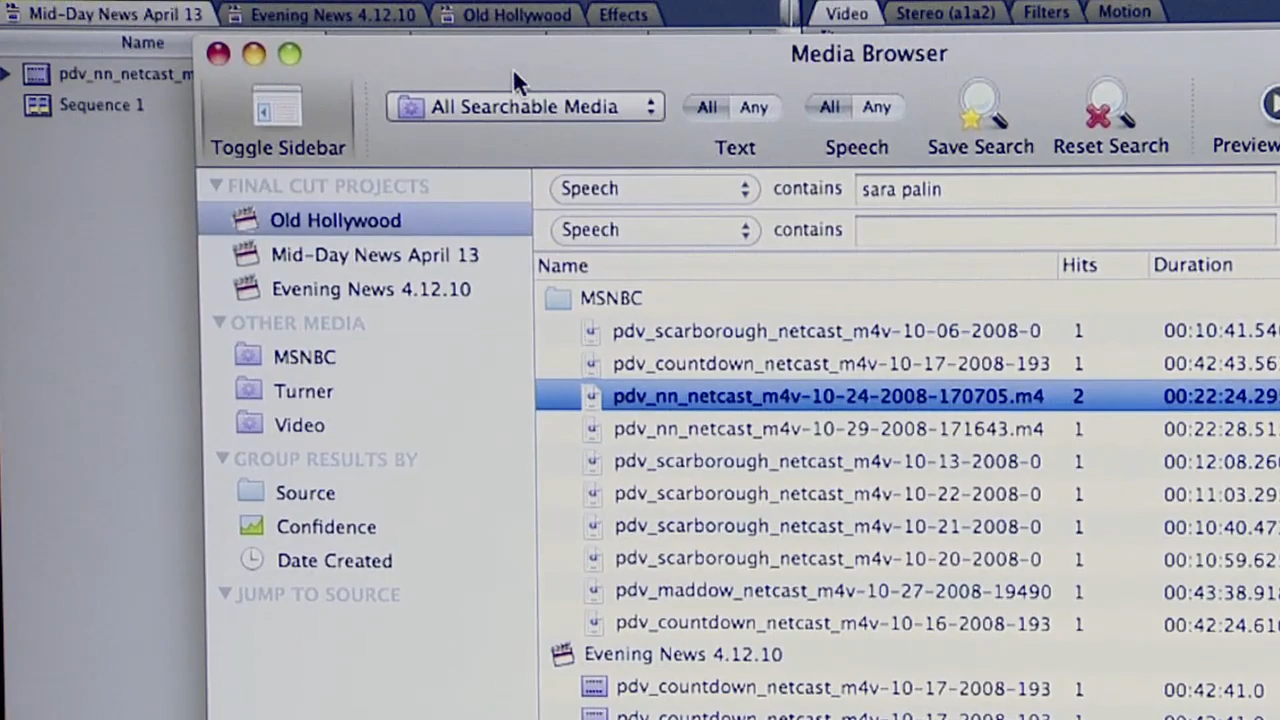 Mid-Day News April 13 Evening News 4.12.10 Old Hollywood Effects Video Stereo (a1a2) Filters Motion
Name
pdv_nn_netcast_m
Sequence 1
Media Browser
Toggle Sidebar
All Searchable Media
All Any
Text
All Any
Speech
Save Search
Reset Search
Preview
FINAL CUT PROJECTS
Old Hollywood
Mid-Day News April 13
Evening News 4.12.10
OTHER MEDIA
MSNBC
Turner
Video
GROUP RESULTS BY
Source
Confidence
Date Created
JUMP TO SOURCE
Speech contains sara palin
Speech contains
Name Hits Duration
MSNBC
pdv_scarborough_netcast_m4v-10-06-2008-0 1 00:10:41.540
pdv_countdown_netcast_m4v-10-17-2008-193 1 00:42:43.56
pdv_nn_netcast_m4v-10-24-2008-170705.m4 2 00:22:24.29
pdv_nn_netcast_m4v-10-29-2008-171643.m4 1 00:22:28.51
pdv_scarborough_netcast_m4v-10-13-2008-0 1 00:12:08.260
pdv_scarborough_netcast_m4v-10-22-2008-0 1 00:11:03.29
pdv_scarborough_netcast_m4v-10-21-2008-0 1 00:10:40.47
pdv_scarborough_netcast_m4v-10-20-2008-0 1 00:10:59.62
pdv_maddow_netcast_m4v-10-27-2008-19490 1 00:43:38.918
pdv_countdown_netcast_m4v-10-16-2008-193 1 00:42:24.610
Evening News 4.12.10
pdv_countdown_netcast_m4v-10-17-2008-193 1 00:42:41.0